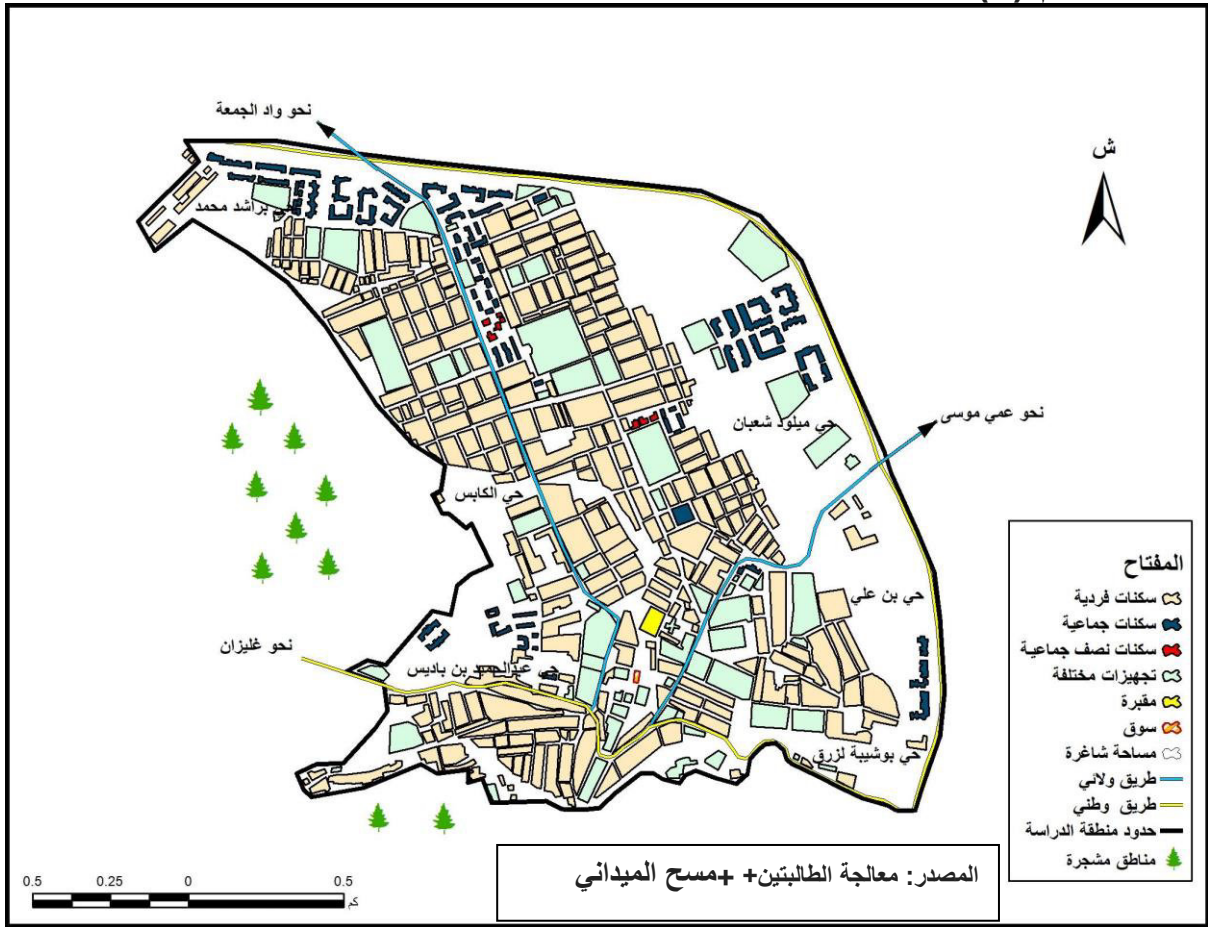 نحو واد الجمعة
ش
حي براشد محمد
نحو عمي موسى
حي ميلود شعبان
حي الكابس
حي بن علي
نحو غليزان
حي عبدالحميد بن باديس
حي بوشيبة لزرق
المفتاح
سكنات فردية
سكنات جماعية
سكنات نصف جماعية
تجهيزات مختلفة
مقبرة
سوق
مساحة شاغرة
طريق ولائي
طريق وطني
حدود منطقة الدراسة
مناطق مشجرة
المصدر: معالجة الطالبتين+ +مسح الميداني
0.5 0.25 0 0.5
كم